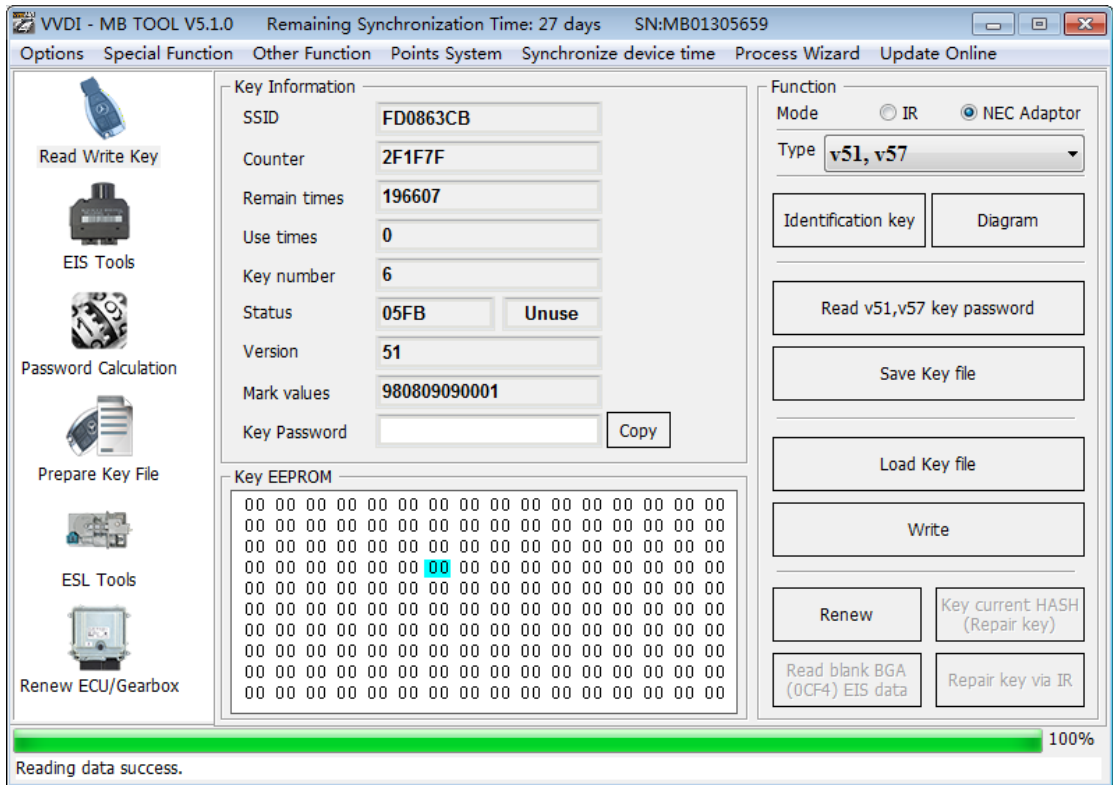 VVDI - MB TOOL V5.1.0 Remaining Synchronization Time: 27 days SN:MB01305659
Options Special Function Other Function Points System Synchronize device time Process Wizard Update Online
Read Write Key
EIS Tools
Password Calculation
Prepare Key File
ESL Tools
Renew ECU/Gearbox
Key Information
SSID FD0863CB
Counter 2F1F7F
Remain times 196607
Use times 0
Key number 6
Status 05FB Unuse
Version 51
Mark values 980809090001
Key Password Copy
Key EEPROM
00 00 00 00 00 00 00 00 00 00 00 00 00 00 00 00
00 00 00 00 00 00 00 00 00 00 00 00 00 00 00 00
00 00 00 00 00 00 00 00 00 00 00 00 00 00 00 00
00 00 00 00 00 00 00 00 00 00 00 00 00 00 00 00
00 00 00 00 00 00 00 00 00 00 00 00 00 00 00 00
00 00 00 00 00 00 00 00 00 00 00 00 00 00 00 00
00 00 00 00 00 00 00 00 00 00 00 00 00 00 00 00
00 00 00 00 00 00 00 00 00 00 00 00 00 00 00 00
00 00 00 00 00 00 00 00 00 00 00 00 00 00 00 00
00 00 00 00 00 00 00 00 00 00 00 00 00 00 00 00
Function
Mode IR NEC Adaptor
Type v51, v57
Identification key Diagram
Read v51,v57 key password
Save Key file
Load Key file
Write
Renew
Key current HASH
(Repair key)
Read blank BGA
(0CF4) EIS data
Repair key via IR
100%
Reading data success.